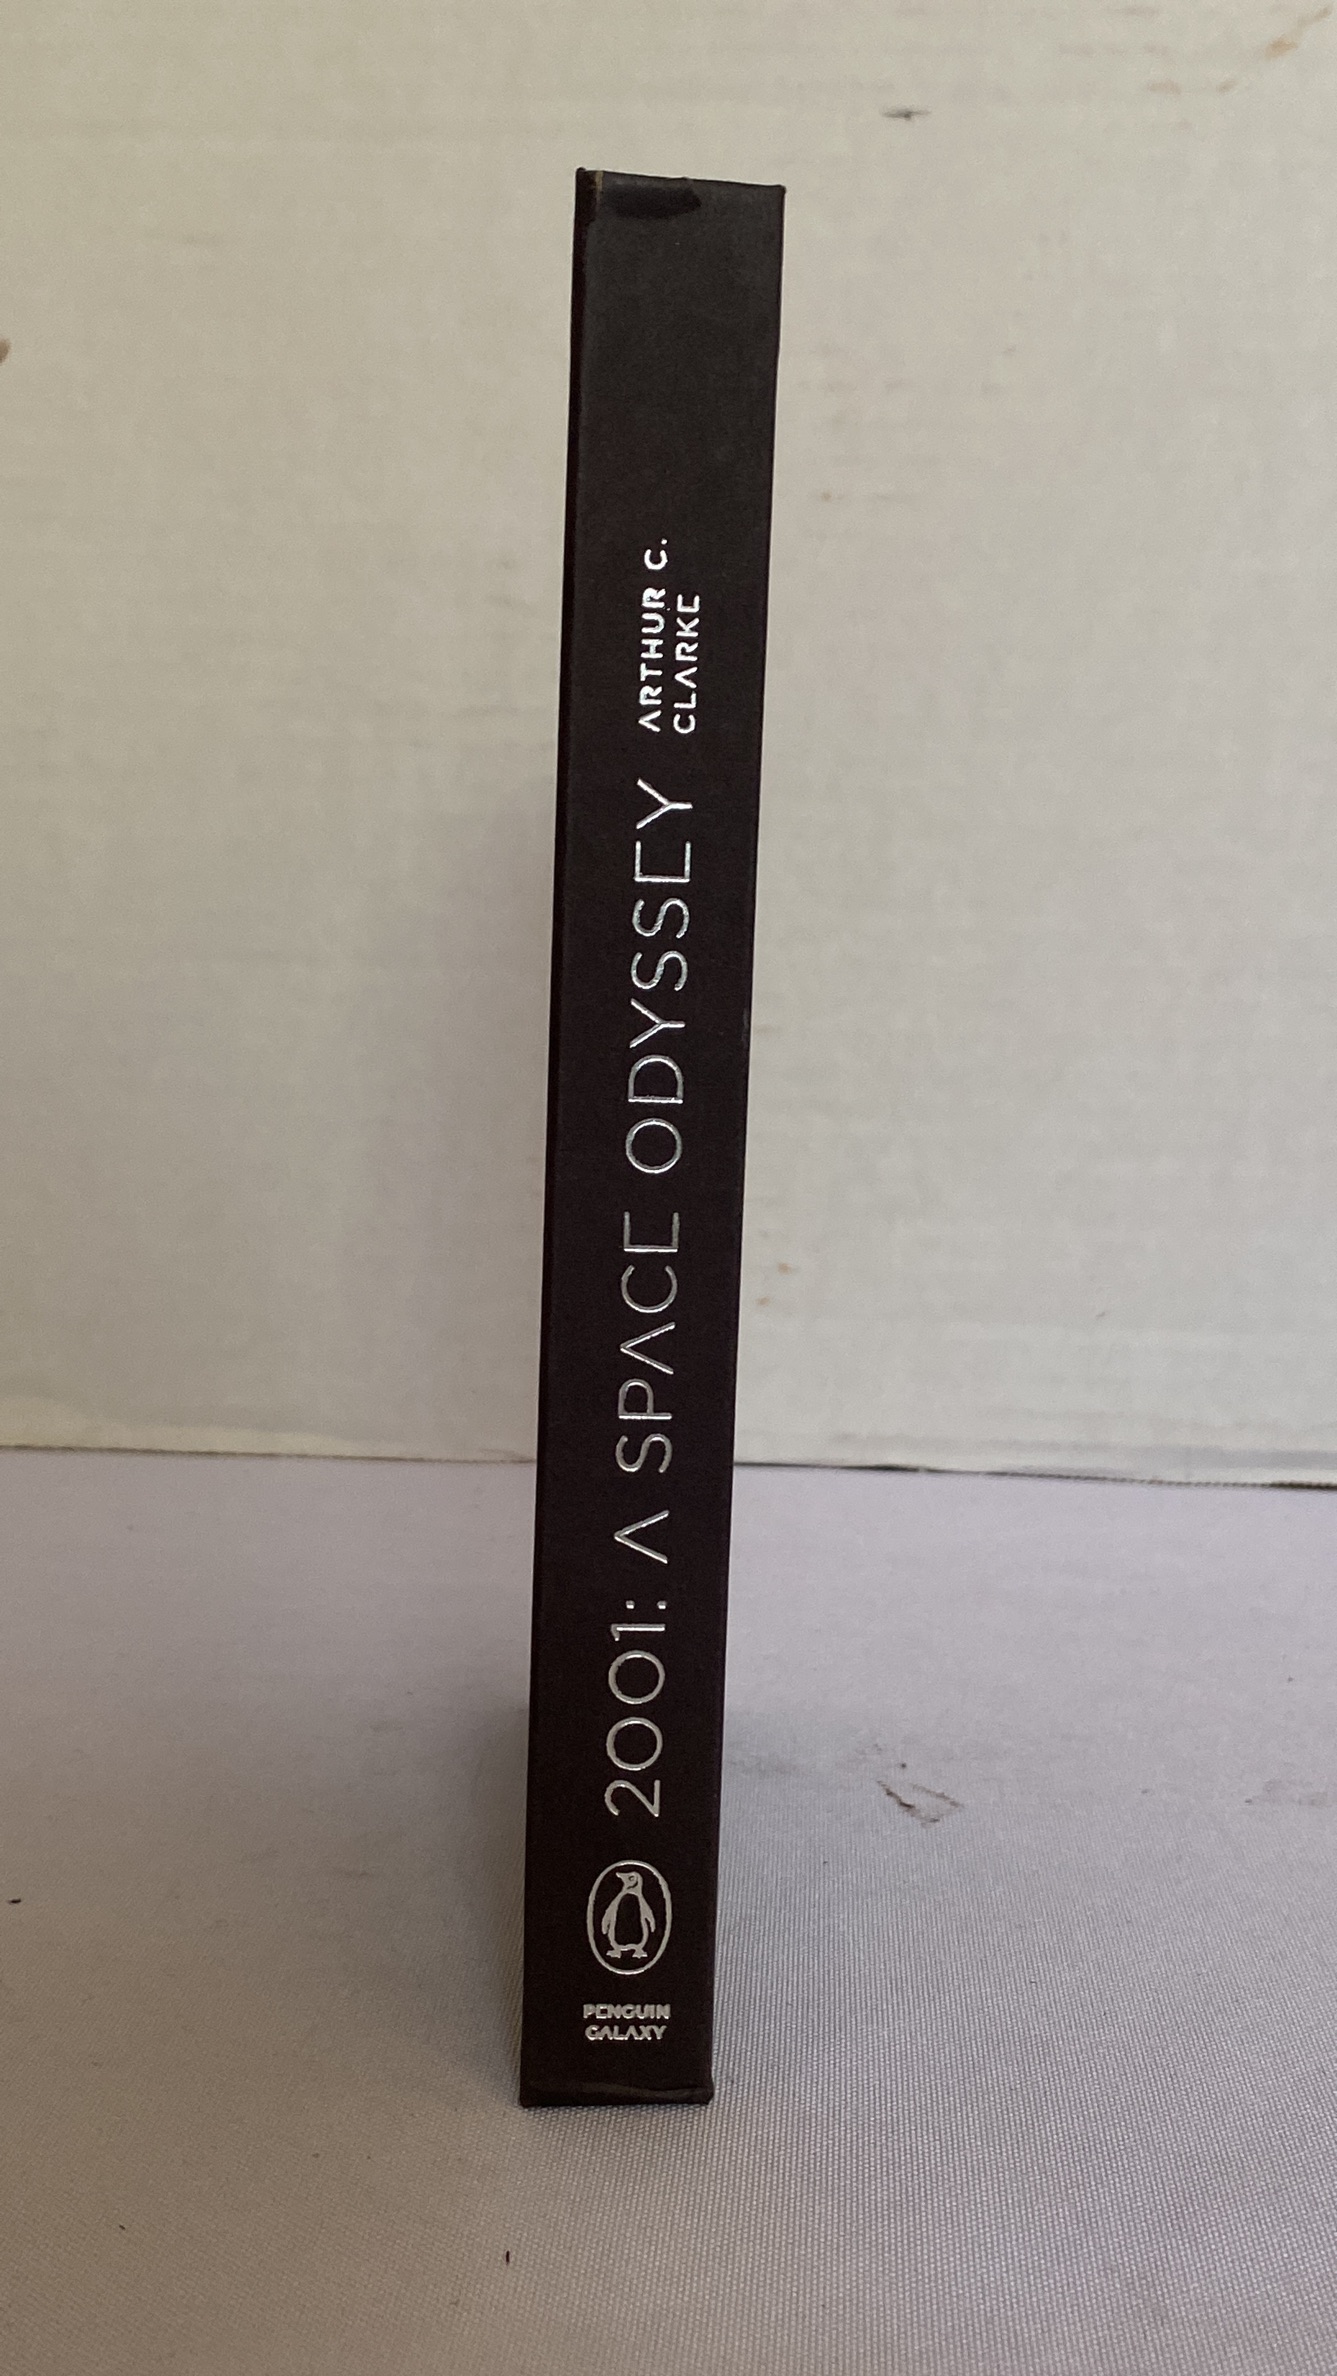 ARTHUR C.
CLARKE
2001: A SPACE ODYSSEY
PENGUIN
GALAXY